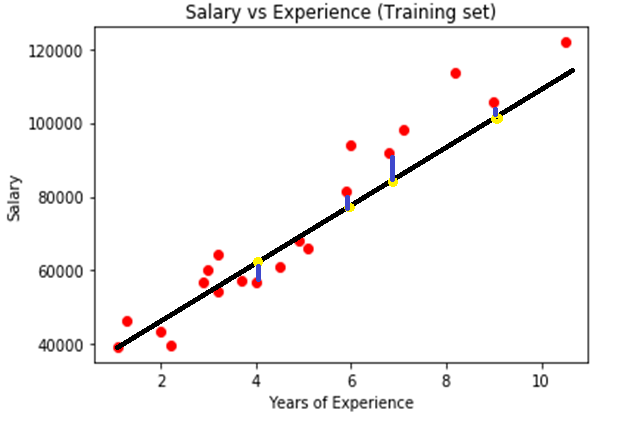 Salary vs Experience (Training set)
120000
100000
80000
60000
40000
Salary
2 4 6 8 10
Years of Experience